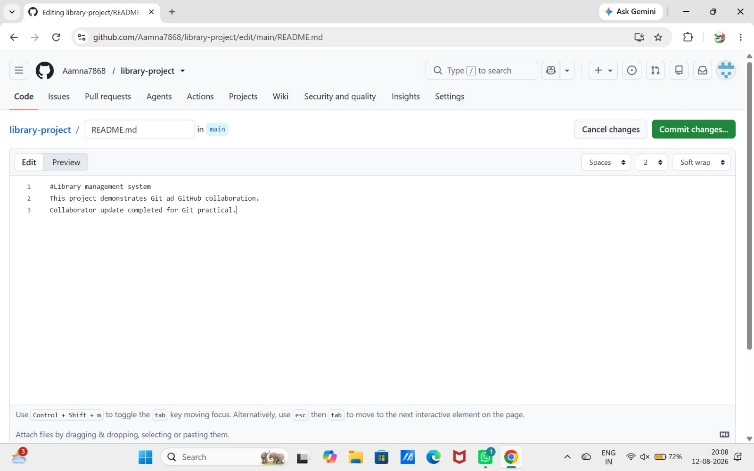 Editing library-project/README
Ask Gemini
github.com/Aamna7868/library-project/edit/main/README.md
Aamna7868 / library-project
Type / to search
Code Issues Pull requests Agents Actions Projects Wiki Security and quality Insights Settings
library-project / README.md in main
Cancel changes Commit changes...
Edit Preview Spaces 2 Soft wrap
1 #Library management system
2 This project demonstrates Git ad GitHub collaboration.
3 Collaborator update completed for Git practical.
Use Control + Shift + m to toggle the tab key moving focus. Alternatively, use esc then tab to move to the next interactive element on the page.
Attach files by dragging & dropping, selecting or pasting them.
3
Search
1
ENG
IN
72%
20:08
12-08-2026